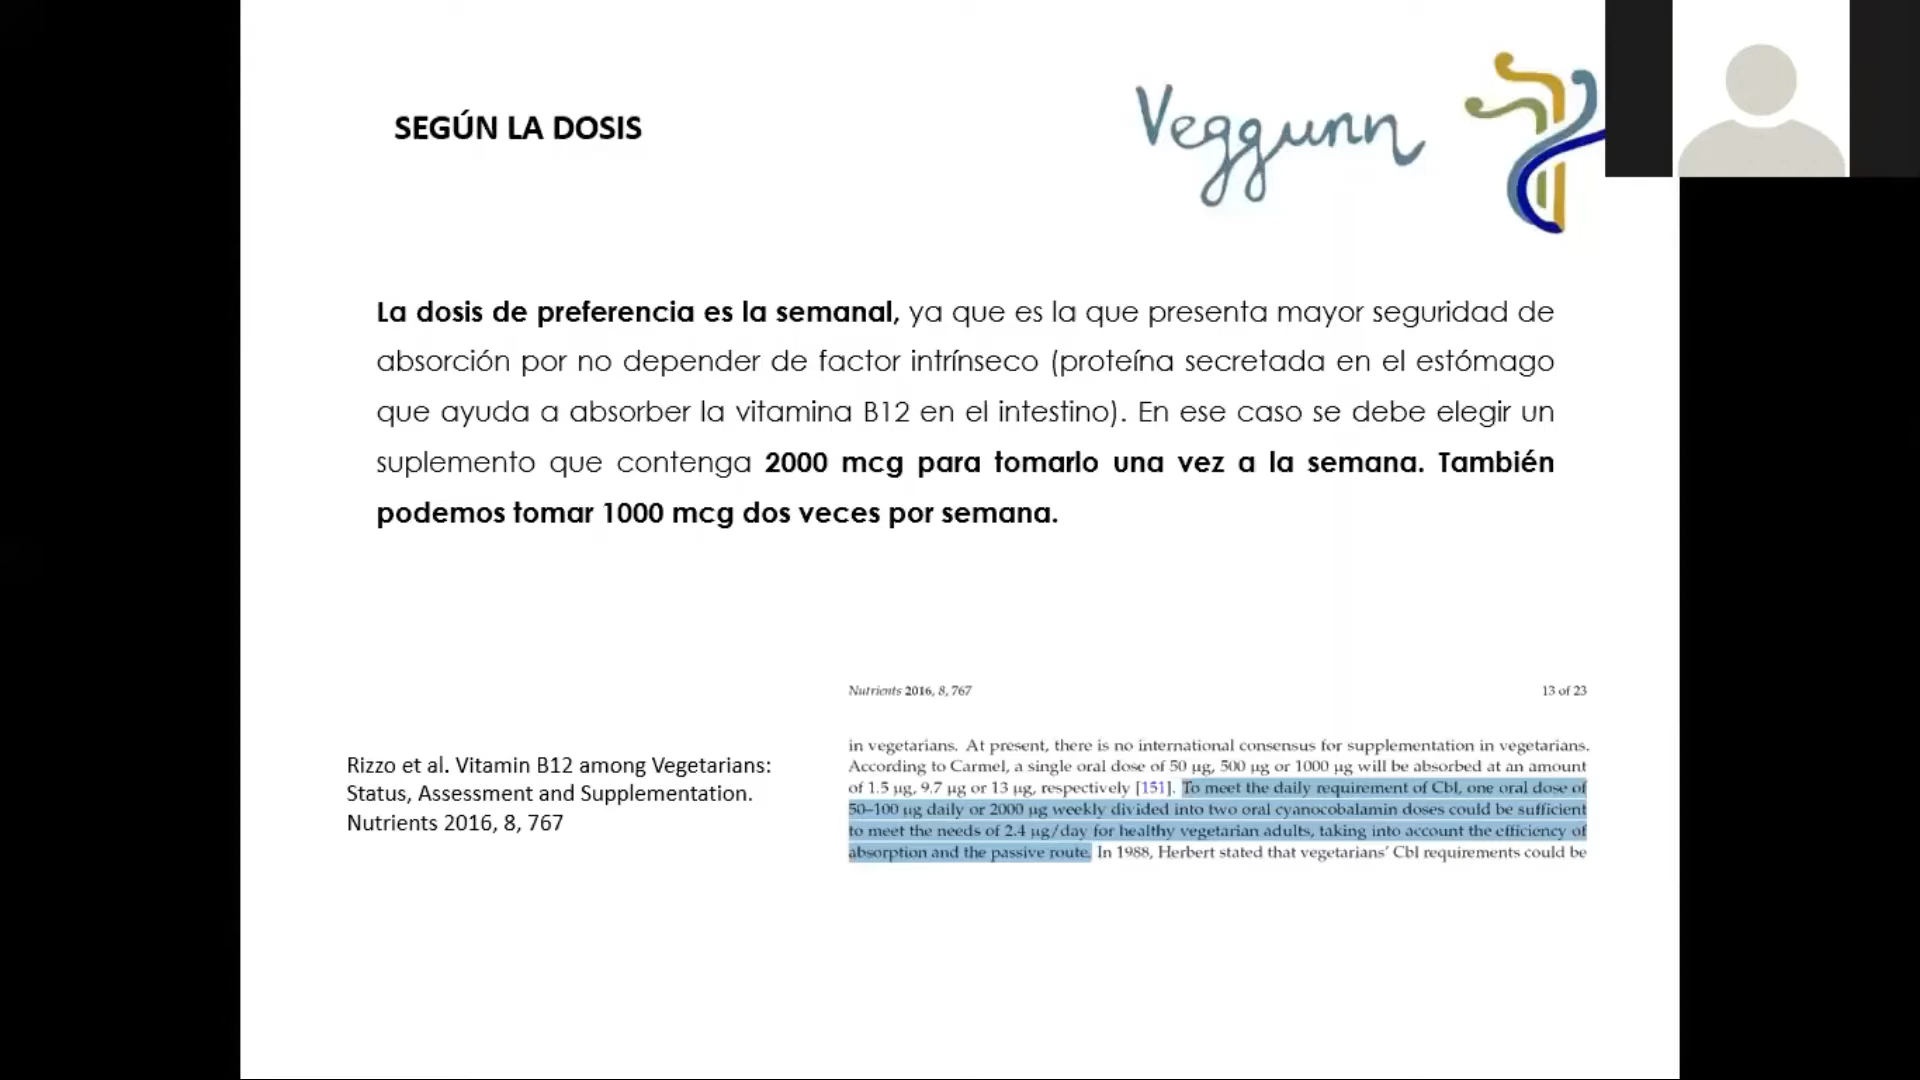 SEGÚN LA DOSIS
Veggunn
La dosis de preferencia es la semanal, ya que es la que presenta mayor seguridad de
absorción por no depender de factor intrínseco (proteína secretada en el estómago
que ayuda a absorber la vitamina B12 en el intestino). En ese caso se debe elegir un
suplemento que contenga 2000 mcg para tomarlo una vez a la semana. También
podemos tomar 1000 mcg dos veces por semana.
Rizzo et al. Vitamin B12 among Vegetarians:
Status, Assessment and Supplementation.
Nutrients 2016, 8, 767
Nutrients 2016, 8, 767 13 of 23
in vegetarians. At present, there is no international consensus for supplementation in vegetarians.
According to Carmel, a single oral dose of 50 µg, 500 µg or 1000 µg will be absorbed at an amount
of 1.5 µg, 9.7 µg or 13 µg, respectively [151]. To meet the daily requirement of Cbl, one oral dose of
50–100 µg daily or 2000 µg weekly divided into two oral cyanocobalamin doses could be sufficient
to meet the needs of 2.4 µg/day for healthy vegetarian adults, taking into account the efficiency of
absorption and the passive route. In 1988, Herbert stated that vegetarians' Cbl requirements could be